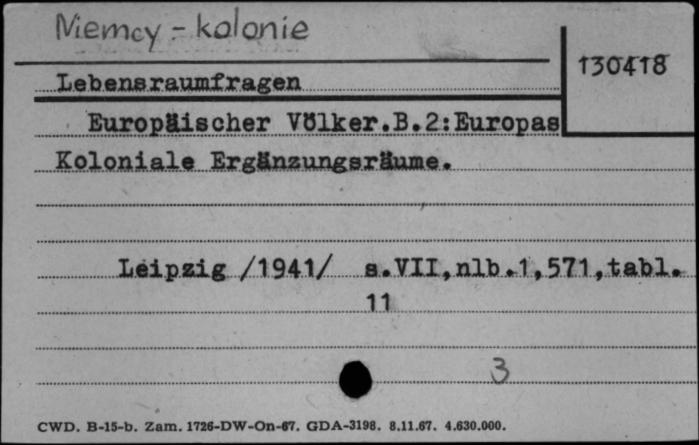 Niemcy - kolonie
130418
Lebensraumfragen
Europäischer Völker.B.2:Europas
Koloniale Ergänzungsräume.
Leipzig /1941/ s.VII,nlb.1,571,tabl.
11
3
CWD. B-15-b. Zam. 1726-DW-On-67. GDA-3198. 8.11.67. 4.630.000.